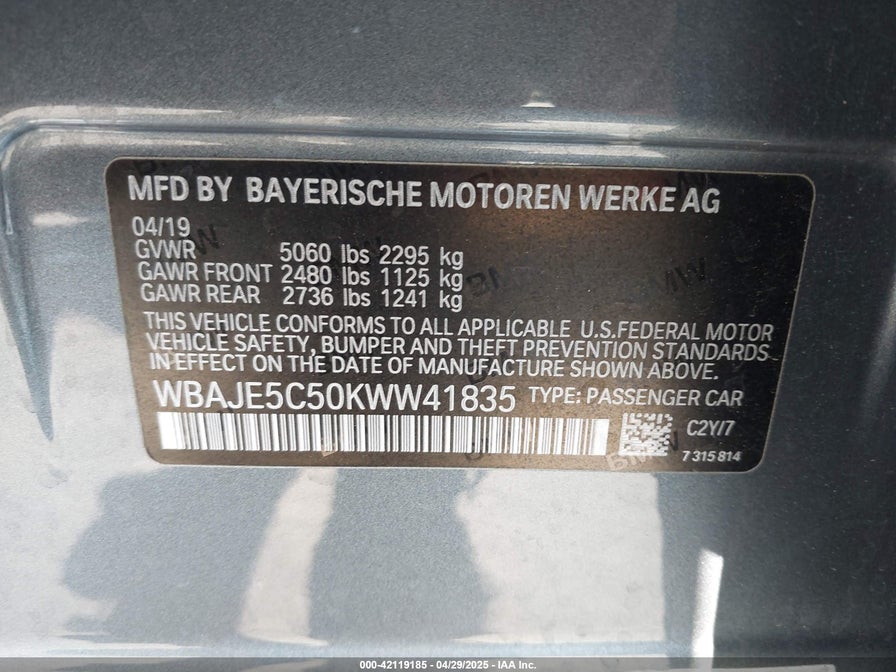 MFD BY BAYERISCHE MOTOREN WERKE AG
04/19
GVWR 5060 lbs 2295 kg
GAWR FRONT 2480 lbs 1125 kg
GAWR REAR 2736 lbs 1241 kg
THIS VEHICLE CONFORMS TO ALL APPLICABLE U.S.FEDERAL MOTOR
VEHICLE SAFETY, BUMPER AND THEFT PREVENTION STANDARDS
IN EFFECT ON THE DATE OF MANUFACTURE SHOWN ABOVE.
WBAJE5C50KWW41835 TYPE: PASSENGER CAR
C2Y/7
7 315 814
000-42119185 - 04/29/2025 - IAA Inc.